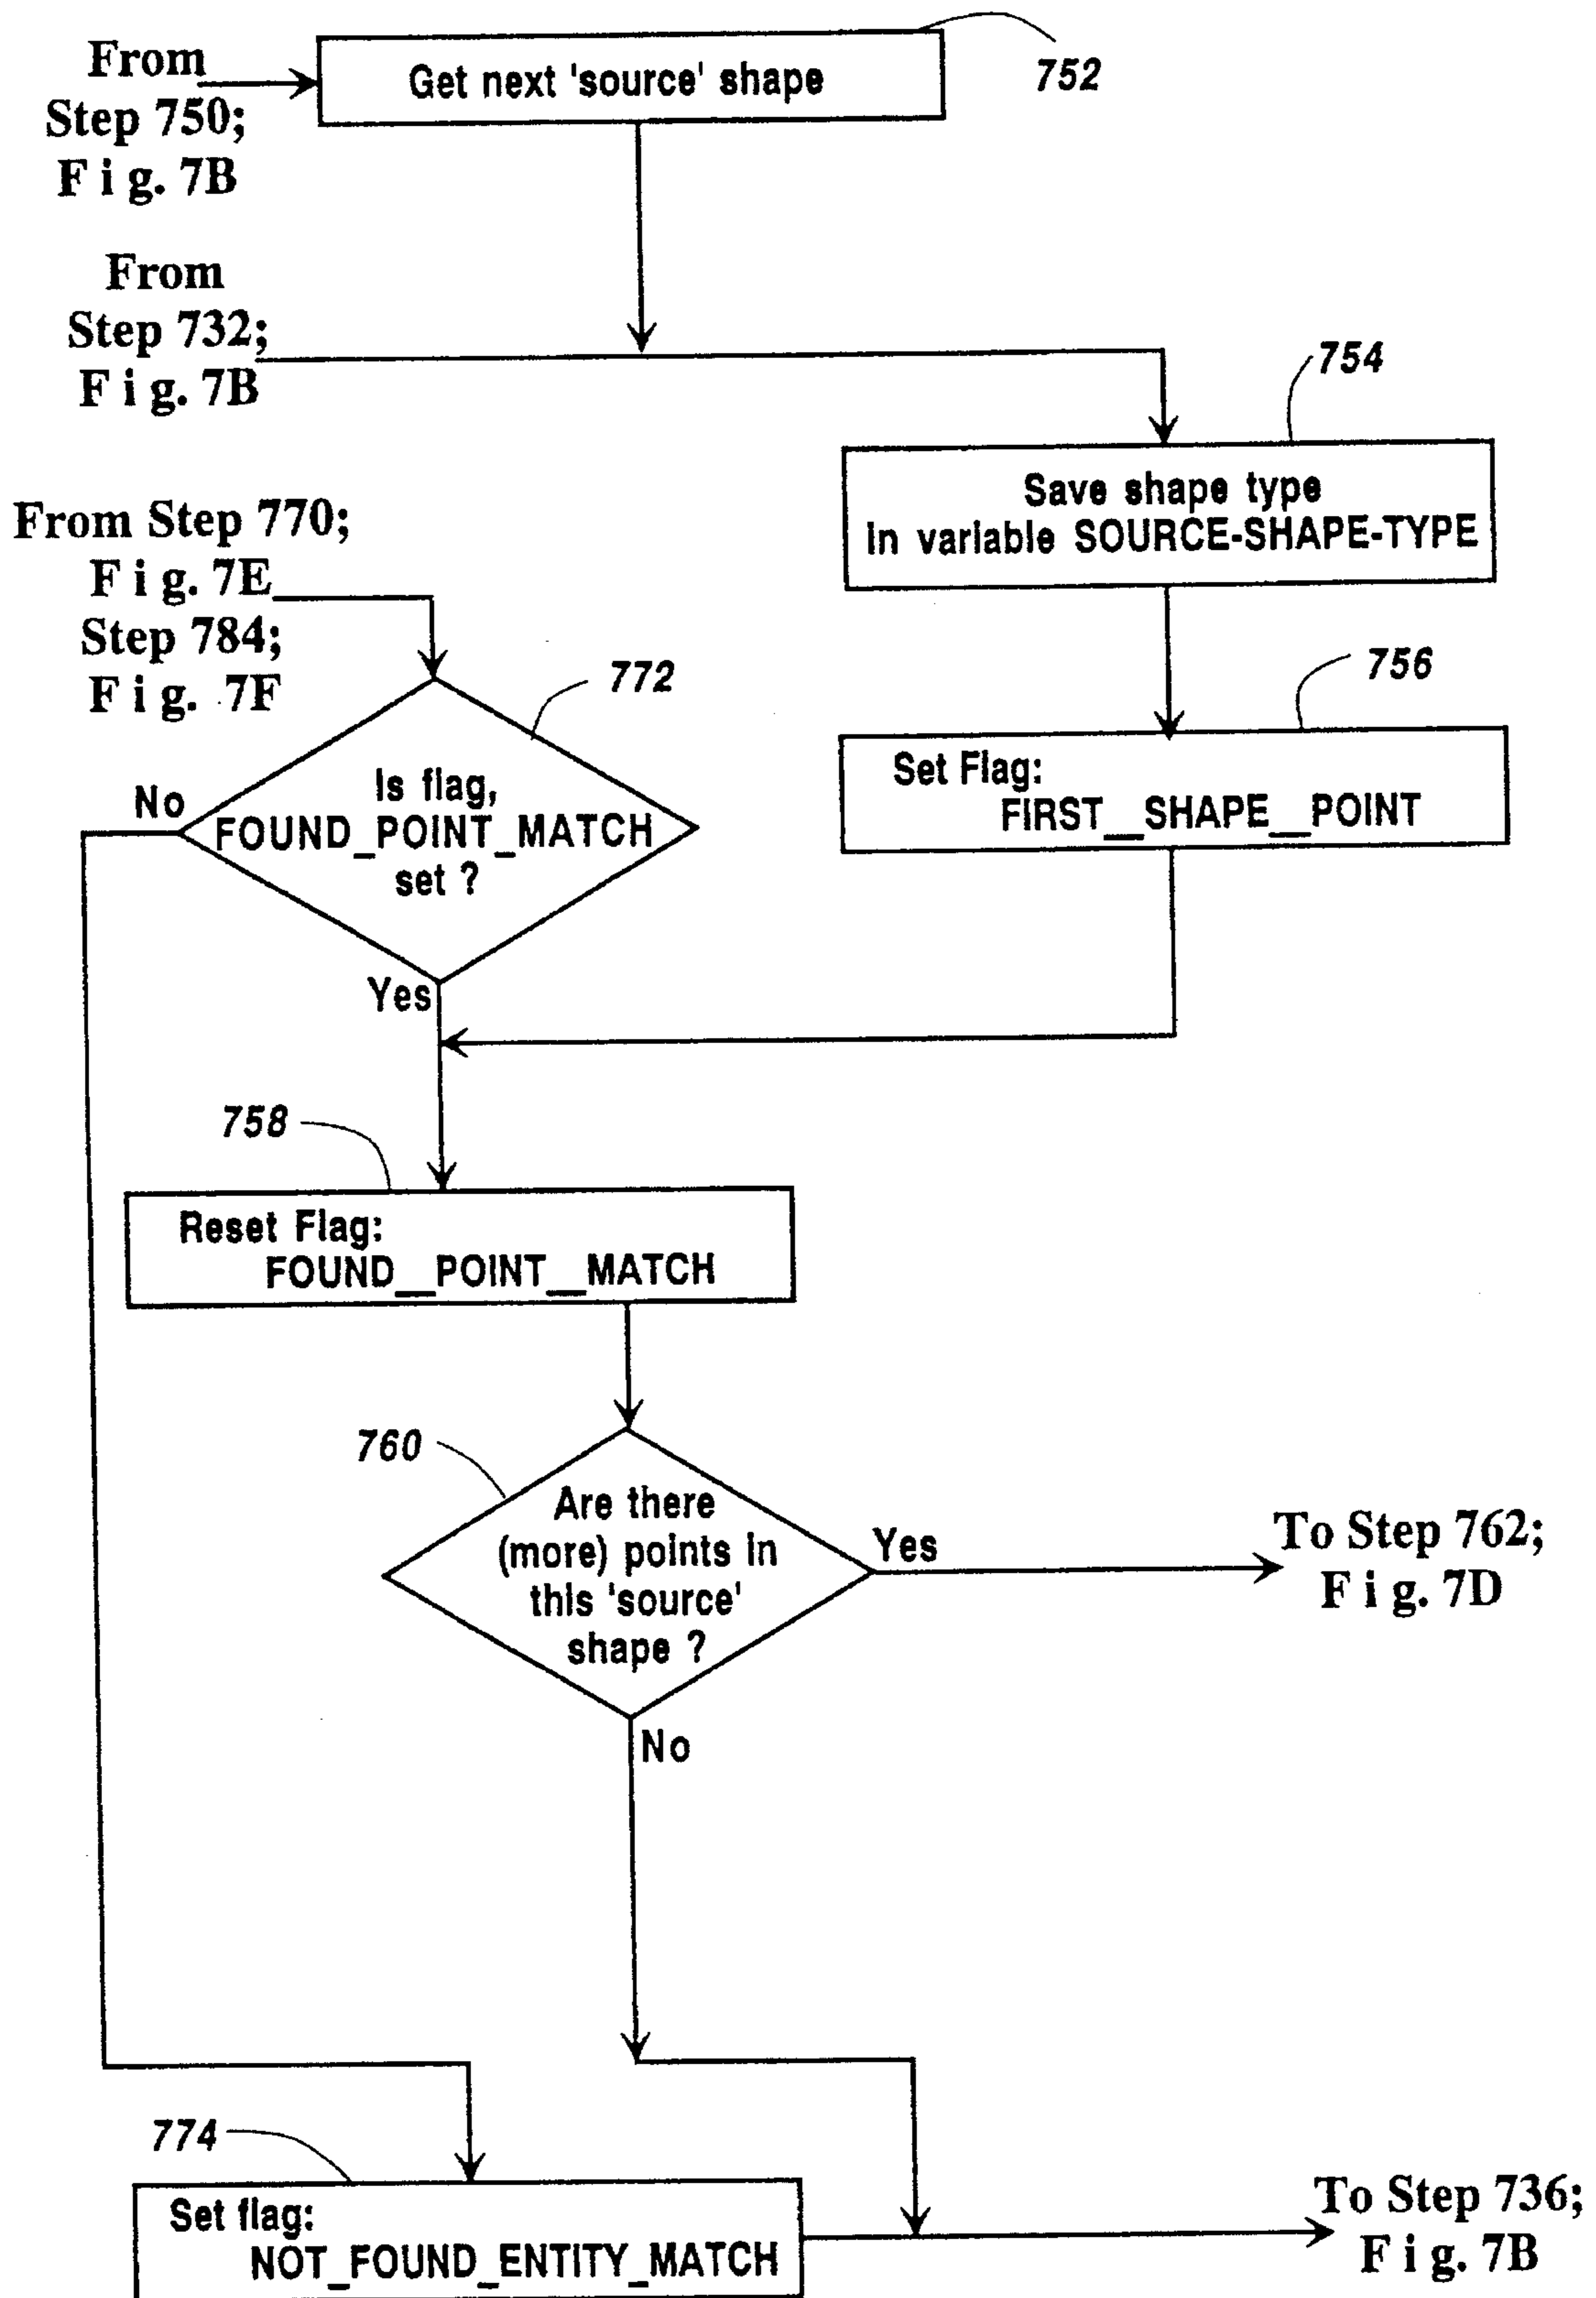 From
Step 750;
Fig. 7B
Get next 'source' shape
752
From
Step 732;
Fig. 7B
754
Save shape type
in variable SOURCE-SHAPE-TYPE
From Step 770;
Fig. 7E
Step 784;
Fig. 7F
772
756
Set Flag:
FIRST__SHAPE__POINT
Is flag,
FOUND_POINT_MATCH
set ?
No
Yes
758
Reset Flag:
FOUND__POINT__MATCH
760
Are there
(more) points in
this 'source'
shape ?
Yes
To Step 762;
Fig. 7D
No
774
Set flag:
NOT_FOUND_ENTITY_MATCH
To Step 736;
Fig. 7B